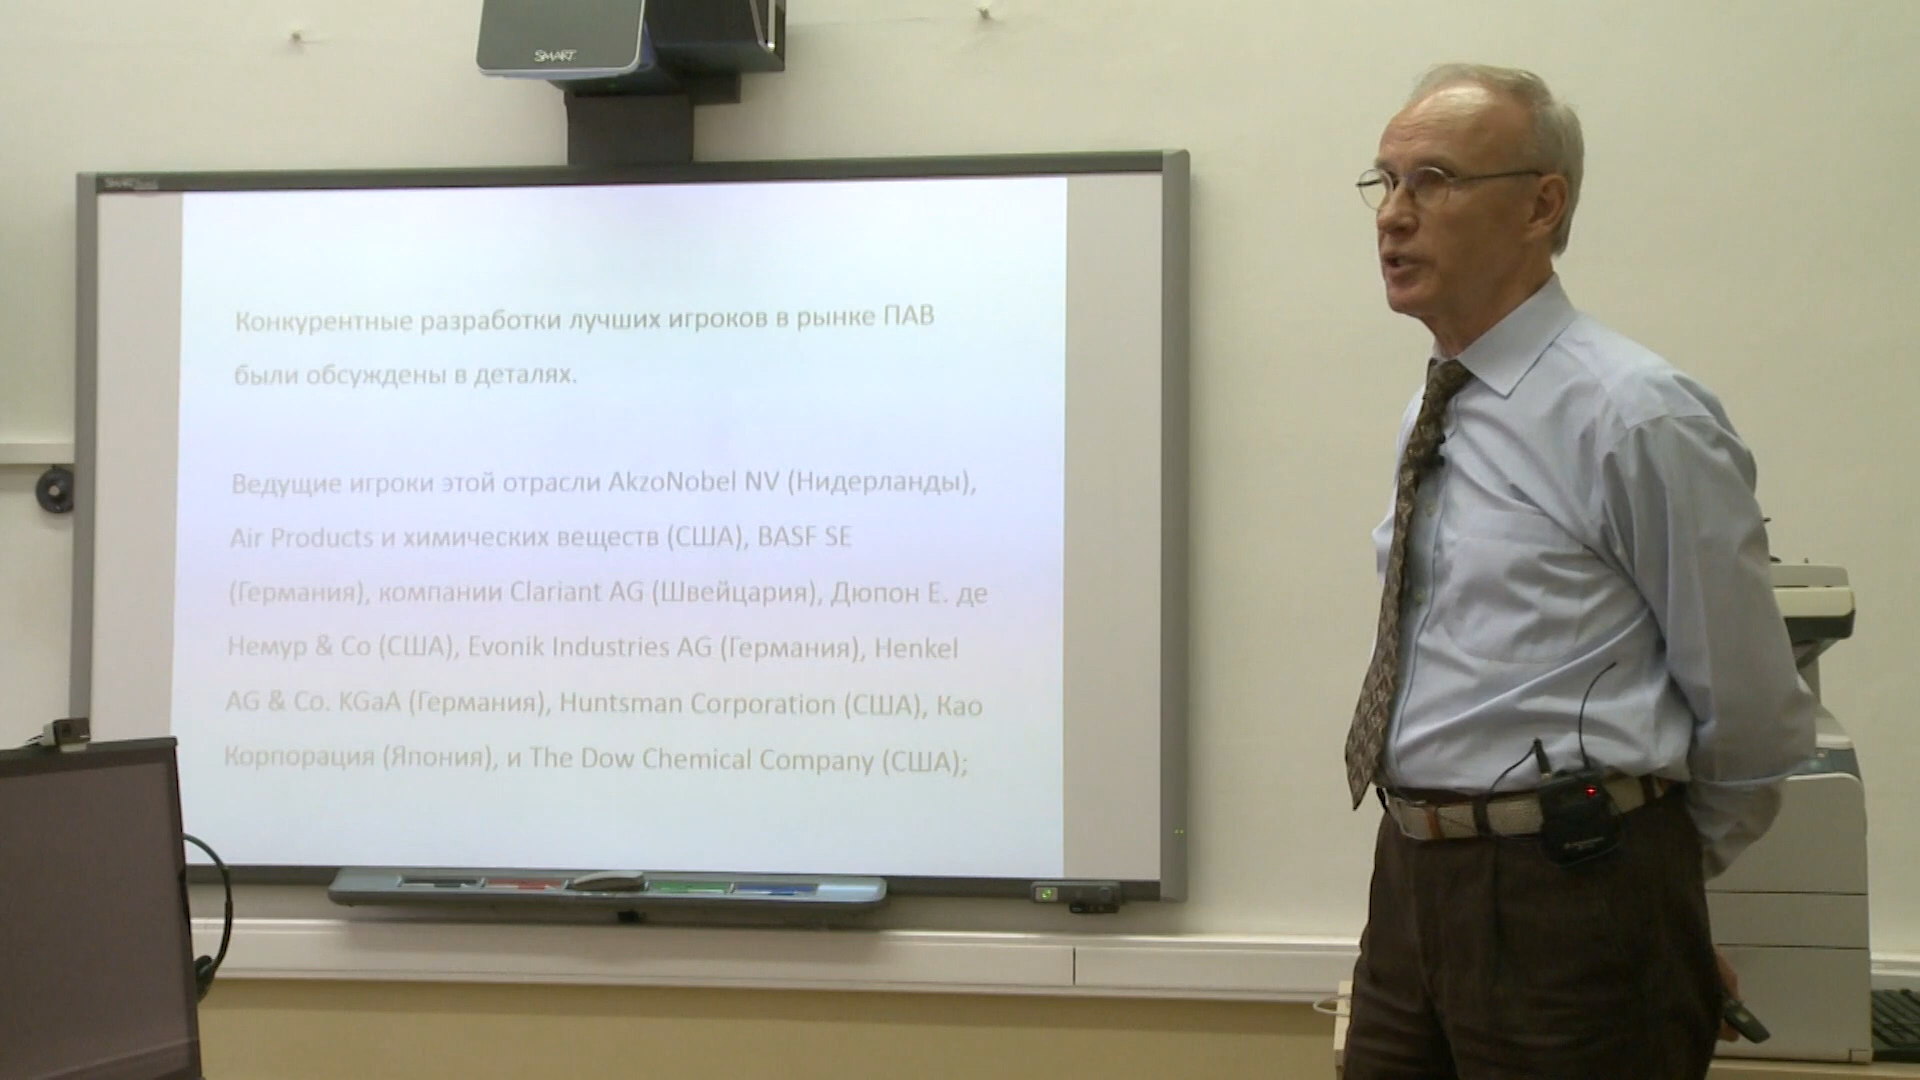 SMART
Конкурентные разработки лучших игроков в рынке ПАВ
были обсуждены в деталях.
Ведущие игроки этой отрасли AkzoNobel NV (Нидерланды),
Air Products и химических веществ (США), BASF SE
(Германия), компании Clariant AG (Швейцария), Дюпон Е. де
Немур & Co (США), Evonik Industries AG (Германия), Henkel
AG & Co. KGaA (Германия), Huntsman Corporation (США), Као
Корпорация (Япония), и The Dow Chemical Company (США);